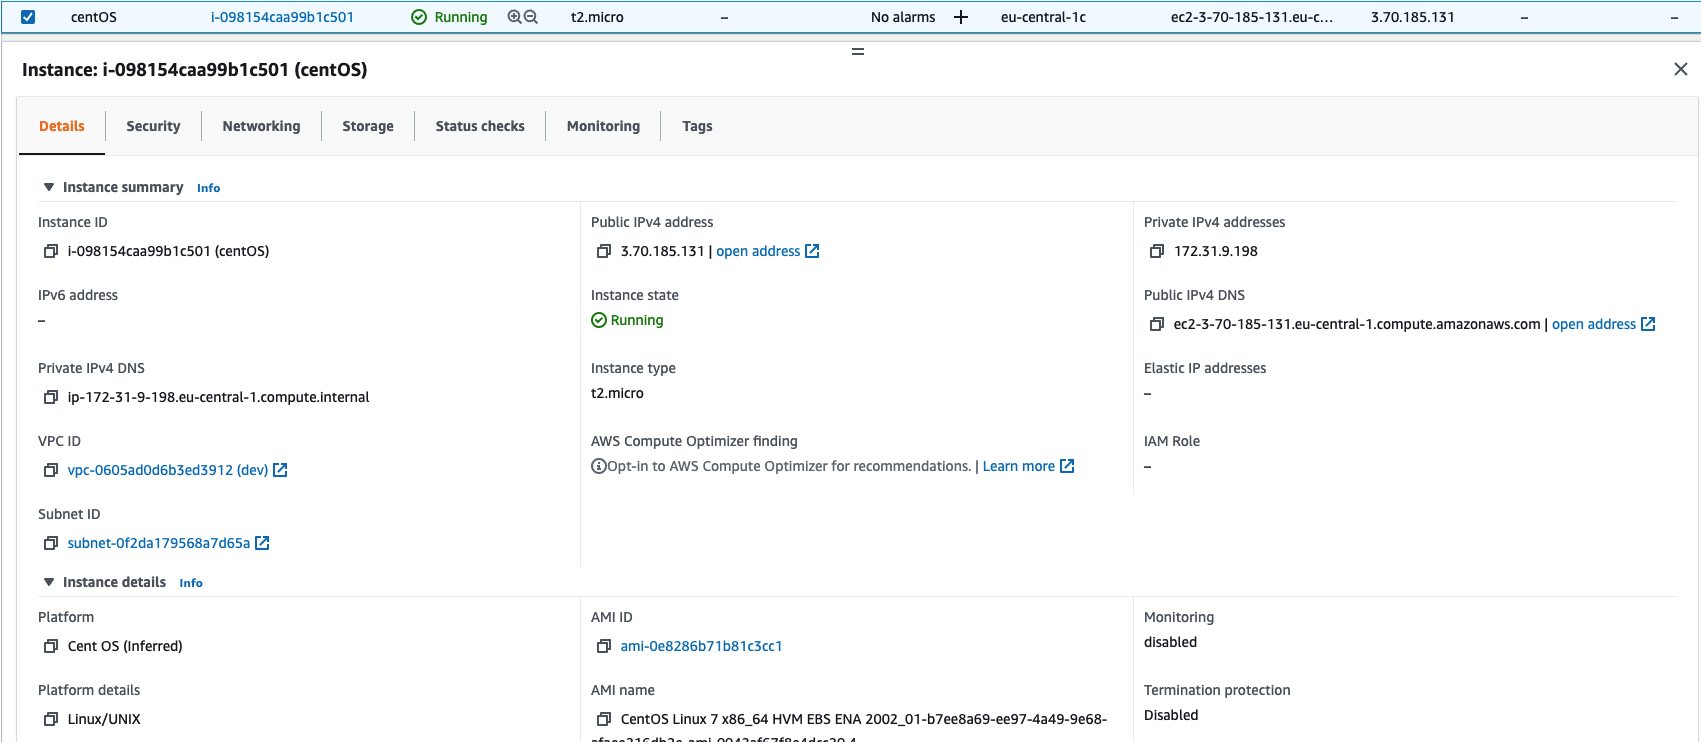 centOS i-098154caa99b1c501 Running t2.micro – No alarms + eu-central-1c ec2-3-70-185-131.eu-c... 3.70.185.131 – –
Instance: i-098154caa99b1c501 (centOS)
Details Security Networking Storage Status checks Monitoring Tags
Instance summary Info
Instance ID
i-098154caa99b1c501 (centOS)
Public IPv4 address
3.70.185.131 | open address
Private IPv4 addresses
172.31.9.198
IPv6 address
–
Instance state
Running
Public IPv4 DNS
ec2-3-70-185-131.eu-central-1.compute.amazonaws.com | open address
Private IPv4 DNS
ip-172-31-9-198.eu-central-1.compute.internal
Instance type
t2.micro
Elastic IP addresses
–
VPC ID
vpc-0605ad0d6b3ed3912 (dev)
AWS Compute Optimizer finding
Opt-in to AWS Compute Optimizer for recommendations. | Learn more
IAM Role
–
Subnet ID
subnet-0f2da179568a7d65a
Instance details Info
Platform
Cent OS (Inferred)
AMI ID
ami-0e8286b71b81c3cc1
Monitoring
disabled
Platform details
Linux/UNIX
AMI name
CentOS Linux 7 x86_64 HVM EBS ENA 2002_01-b7ee8a69-ee97-4a49-9e68-
Termination protection
Disabled